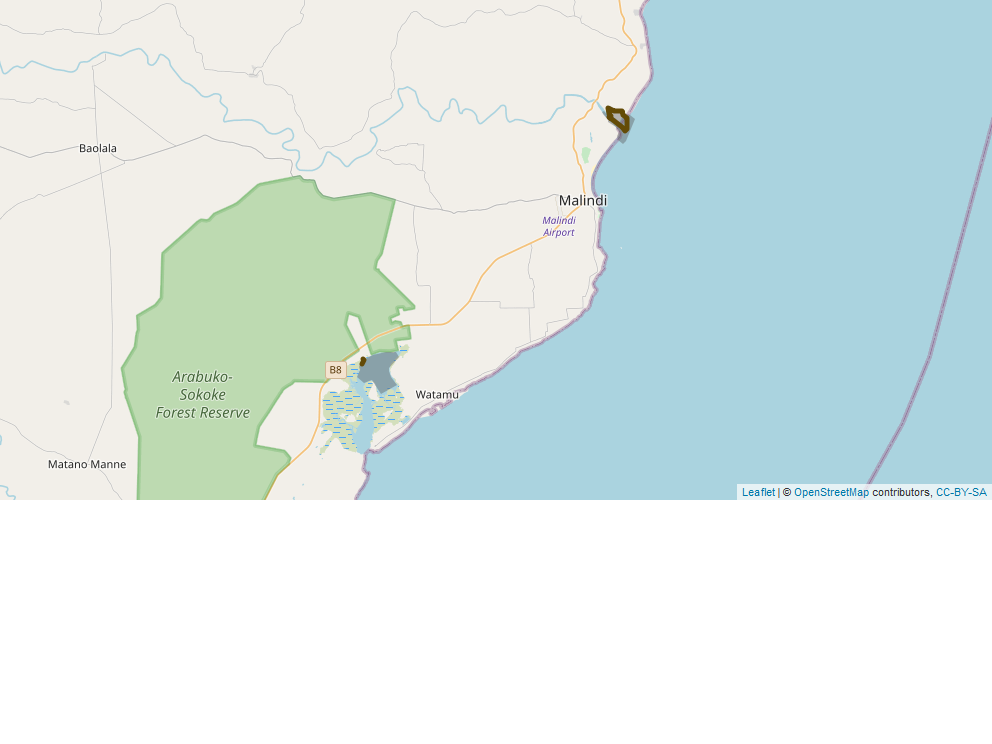 Baolala
Malindi
Malindi
Airport
B8
Arabuko-
Sokoke
Forest Reserve
Watamu
Matano Manne
Leaflet | © OpenStreetMap contributors, CC-BY-SA